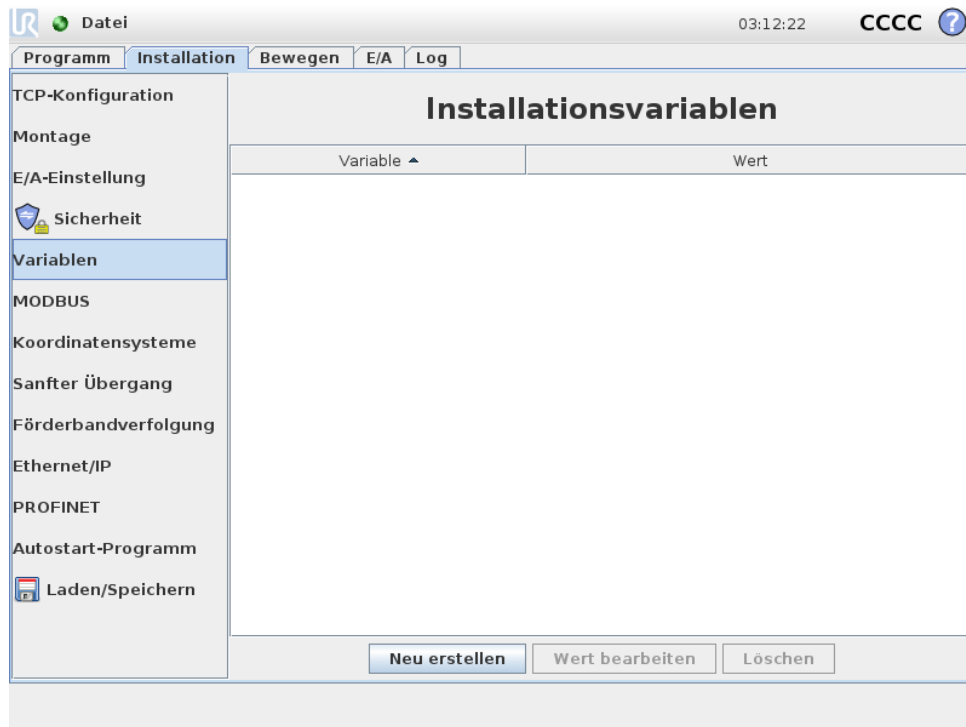 UR Datei 03:12:22 CCCC ?
Programm Installation Bewegen E/A Log
TCP-Konfiguration
Installationsvariablen
Montage
Variable Wert
E/A-Einstellung
Sicherheit
Variablen
MODBUS
Koordinatensysteme
Sanfter Übergang
Förderbandverfolgung
Ethernet/IP
PROFINET
Autostart-Programm
Laden/Speichern
Neu erstellen Wert bearbeiten Löschen